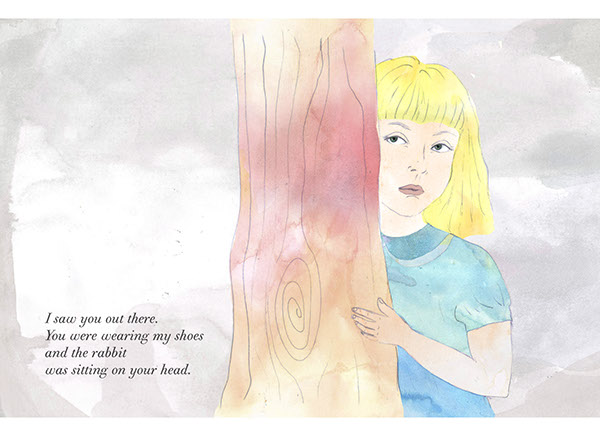 I saw you out there.
You were wearing my shoes
and the rabbit
was sitting on your head.